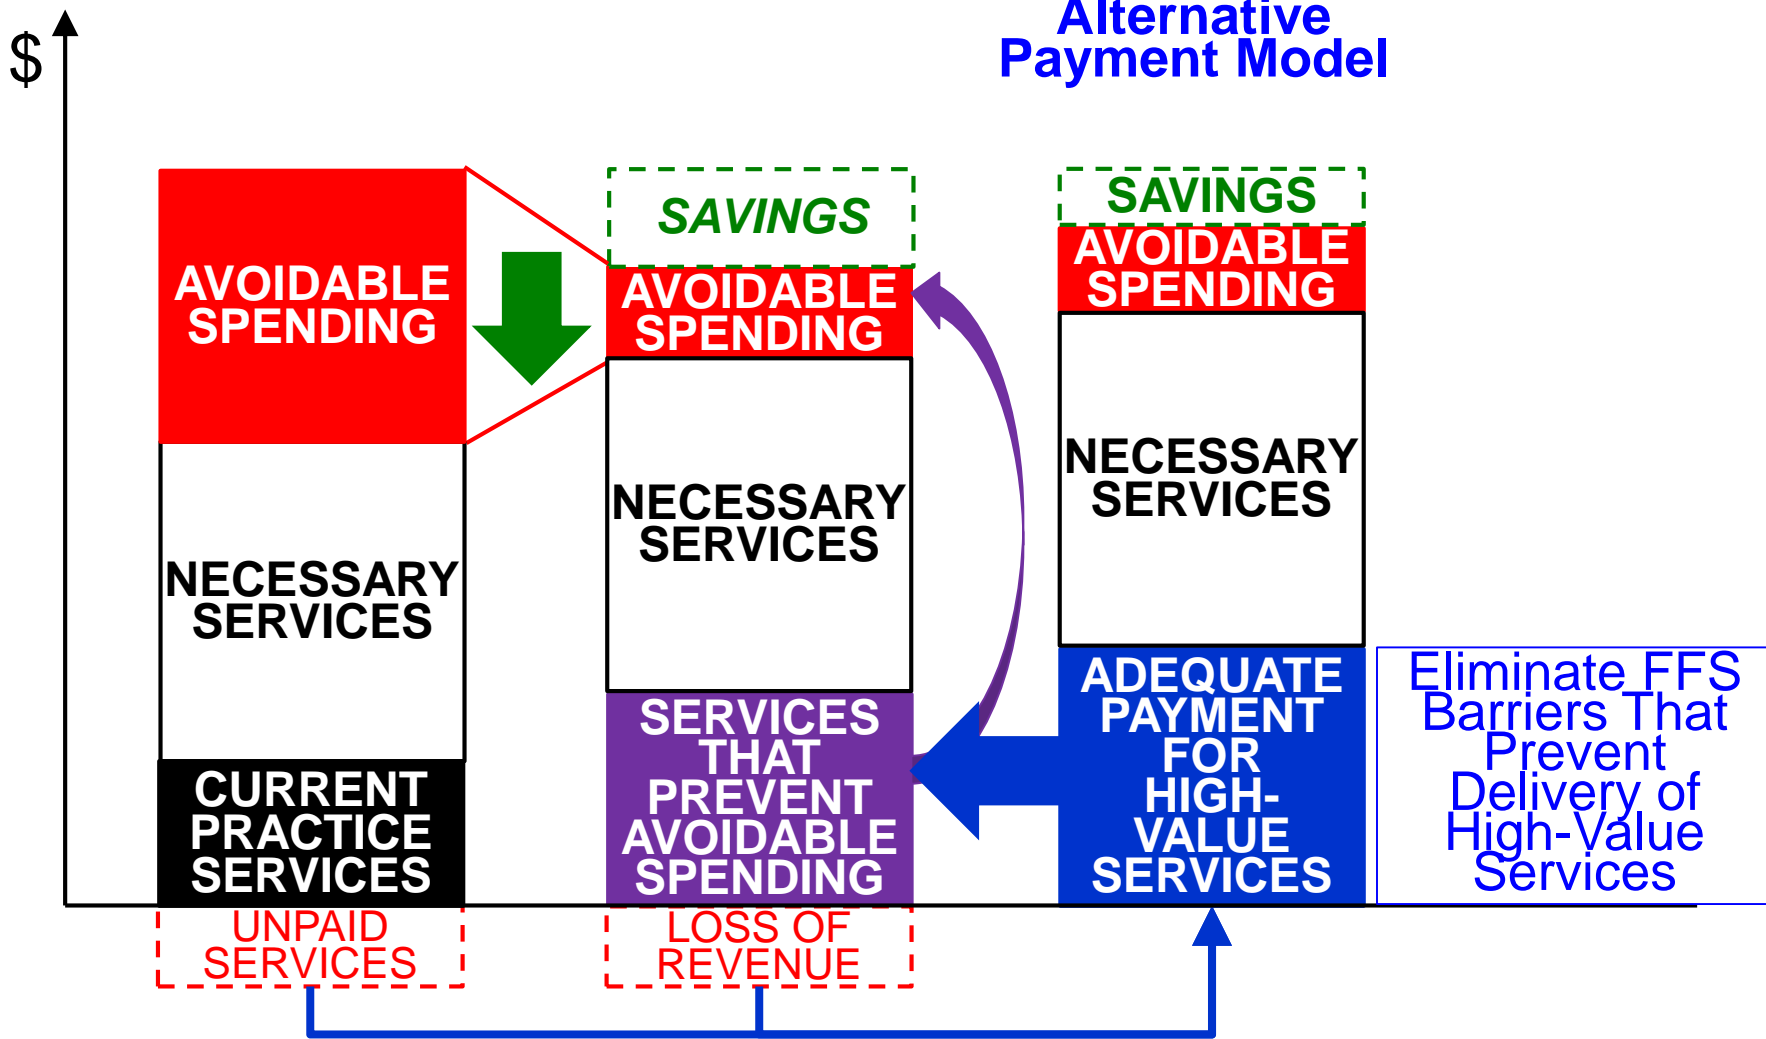 Alternative
Payment Model
$
AVOIDABLE
SPENDING
NECESSARY
SERVICES
CURRENT
PRACTICE
SERVICES
UNPAID
SERVICES
SAVINGS
AVOIDABLE
SPENDING
NECESSARY
SERVICES
SERVICES
THAT
PREVENT
AVOIDABLE
SPENDING
LOSS OF
REVENUE
SAVINGS
AVOIDABLE
SPENDING
NECESSARY
SERVICES
ADEQUATE
PAYMENT
FOR
HIGH-
VALUE
SERVICES
Eliminate FFS
Barriers That
Prevent
Delivery of
High-Value
Services